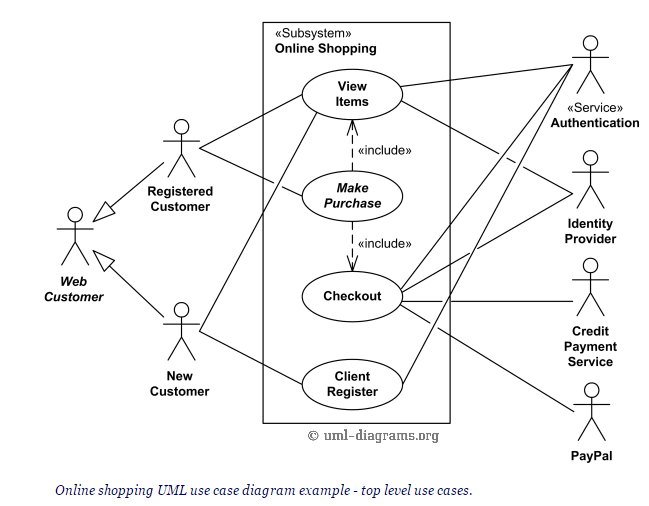 «Subsystem»
Online Shopping
View
Items
«Service»
Authentication
«include»
Registered
Customer
Make
Purchase
Identity
Provider
«include»
Web
Customer
Checkout
Credit
Payment
Service
New
Customer
Client
Register
© uml-diagrams.org
PayPal
Online shopping UML use case diagram example - top level use cases.